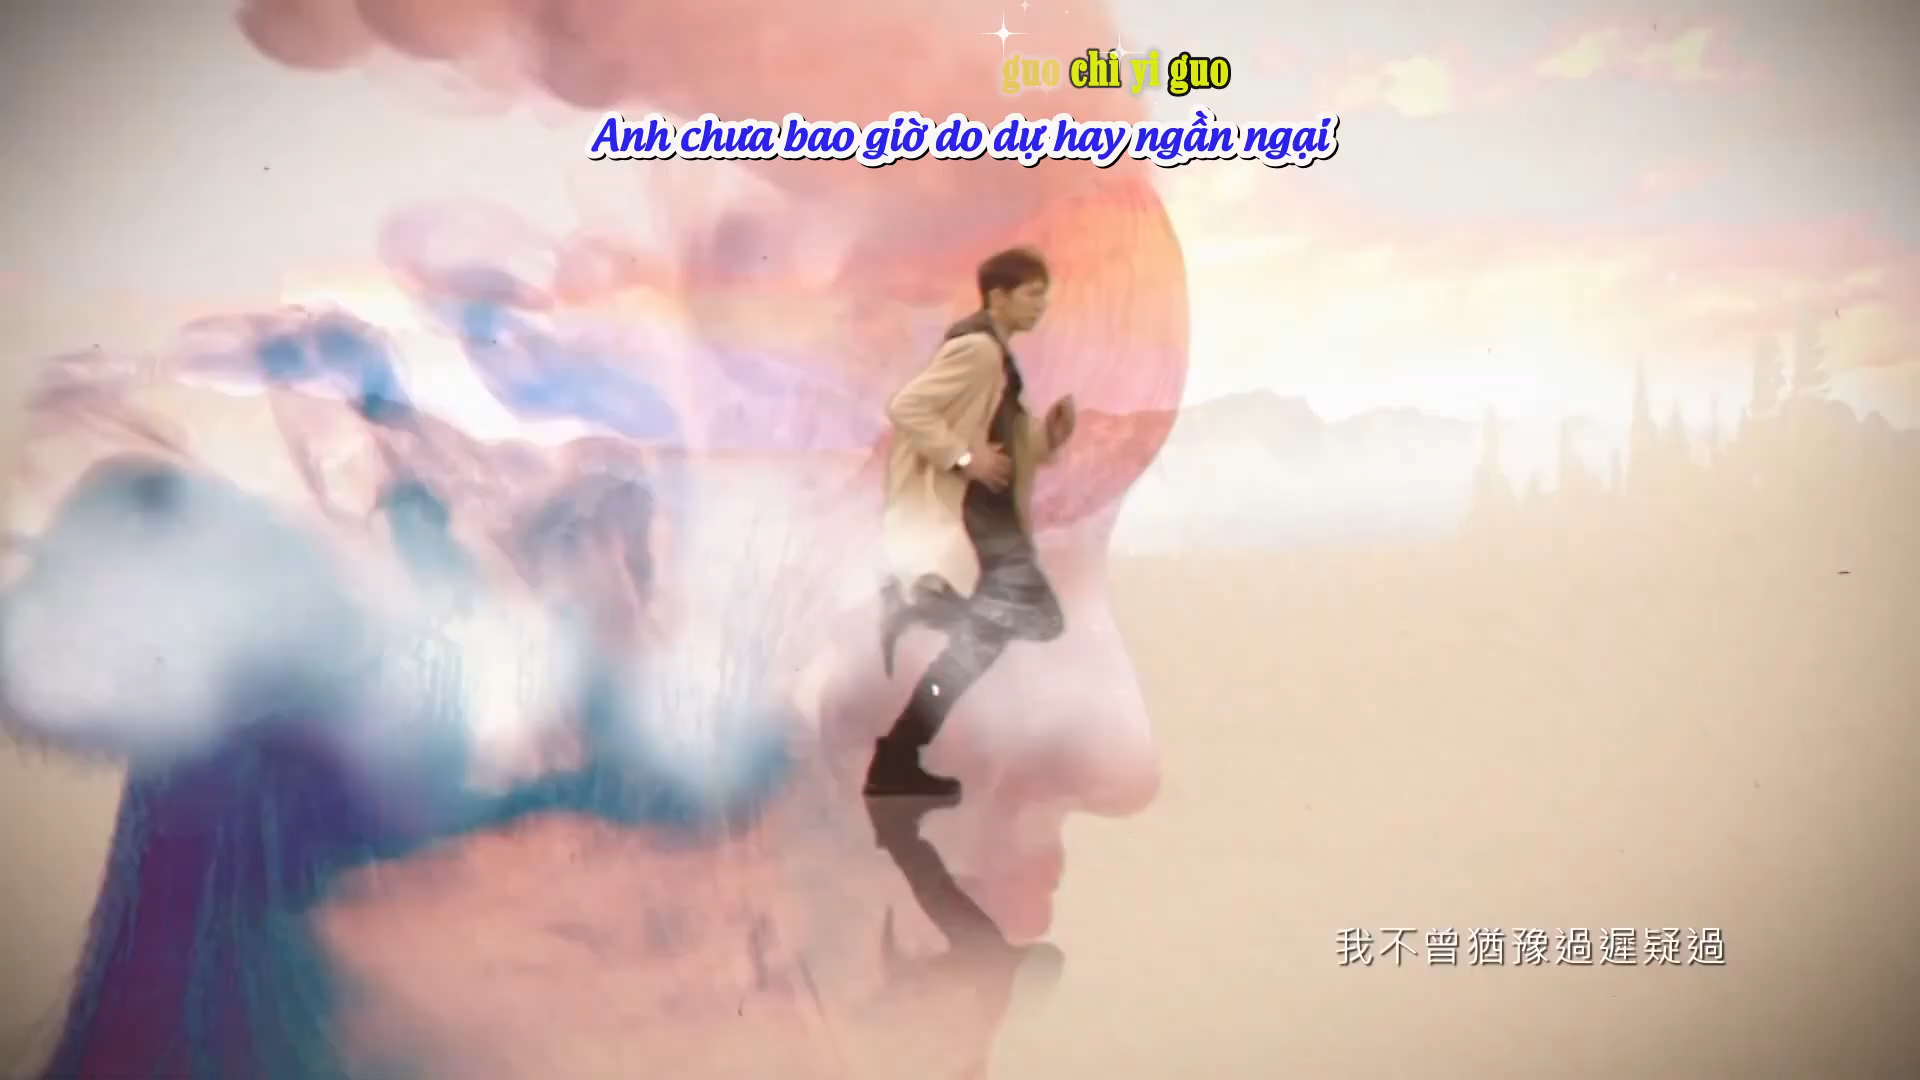 guo chi yi guo
Anh chưa bao giờ do dự hay ngần ngại
我不曾猶豫過遲疑過